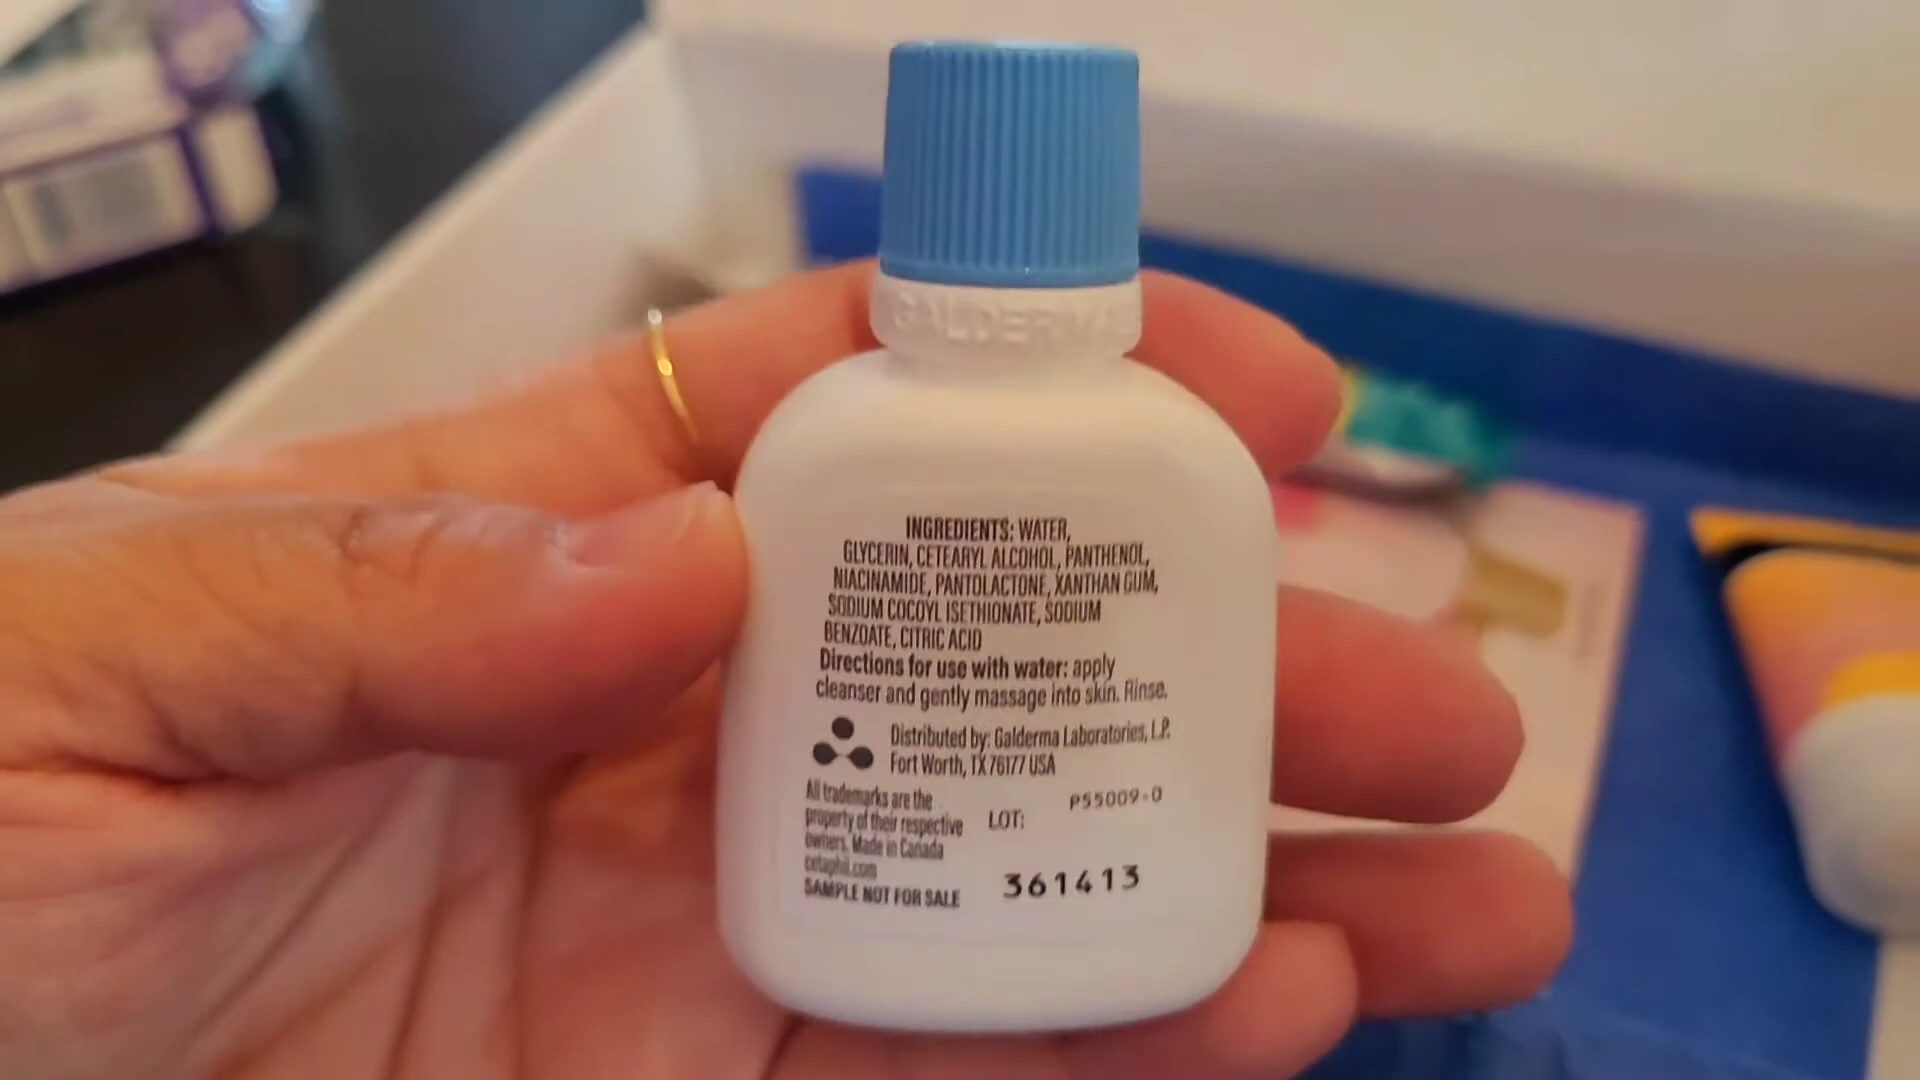 GALDERMA
INGREDIENTS: WATER,
GLYCERIN, CETEARYL ALCOHOL, PANTHENOL,
NIACINAMIDE, PANTOLACTONE, XANTHAN GUM,
SODIUM COCOYL ISETHIONATE, SODIUM
BENZOATE, CITRIC ACID
Directions for use with water: apply
cleanser and gently massage into skin. Rinse.
Distributed by: Galderma Laboratories, L.P.
Fort Worth, TX 76177 USA
All trademarks are the
property of their respective
owners. Made in Canada
cetaphil.com
SAMPLE NOT FOR SALE
P55009-0
LOT:
361413